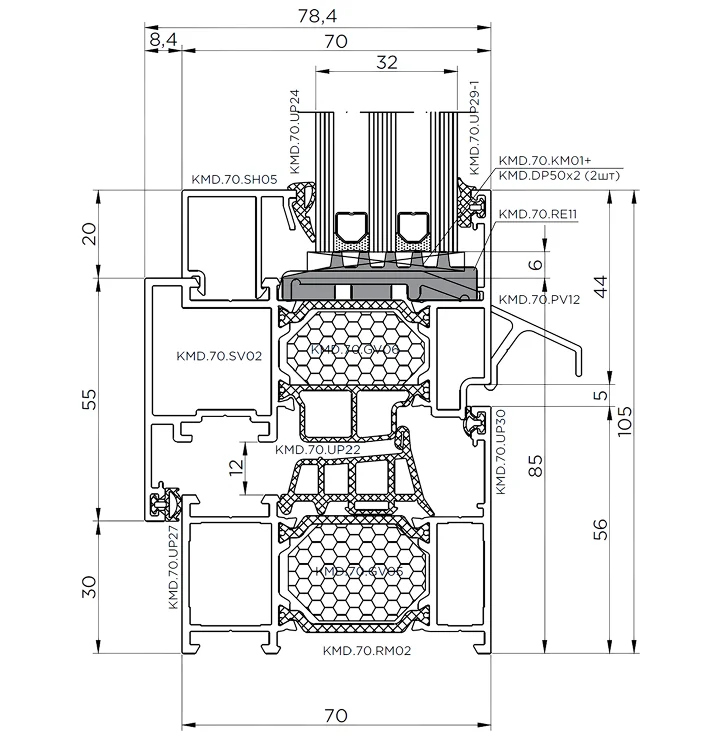 78,4
8,4
70
32
KMD.70.UP24
KMD.70.UP29-1
KMD.70.KM01+
KMD.DP50x2 (2шт)
KMD.70.SH05
KMD.70.RE11
20
6
44
KMD.70.PV12
KMD.70.SV02
KMD.70.GV06
55
5
105
KMD.70.UP22
KMD.70.UP30
12
85
56
KMD.70.UP27
30
KMD.70.GV05
KMD.70.RM02
70